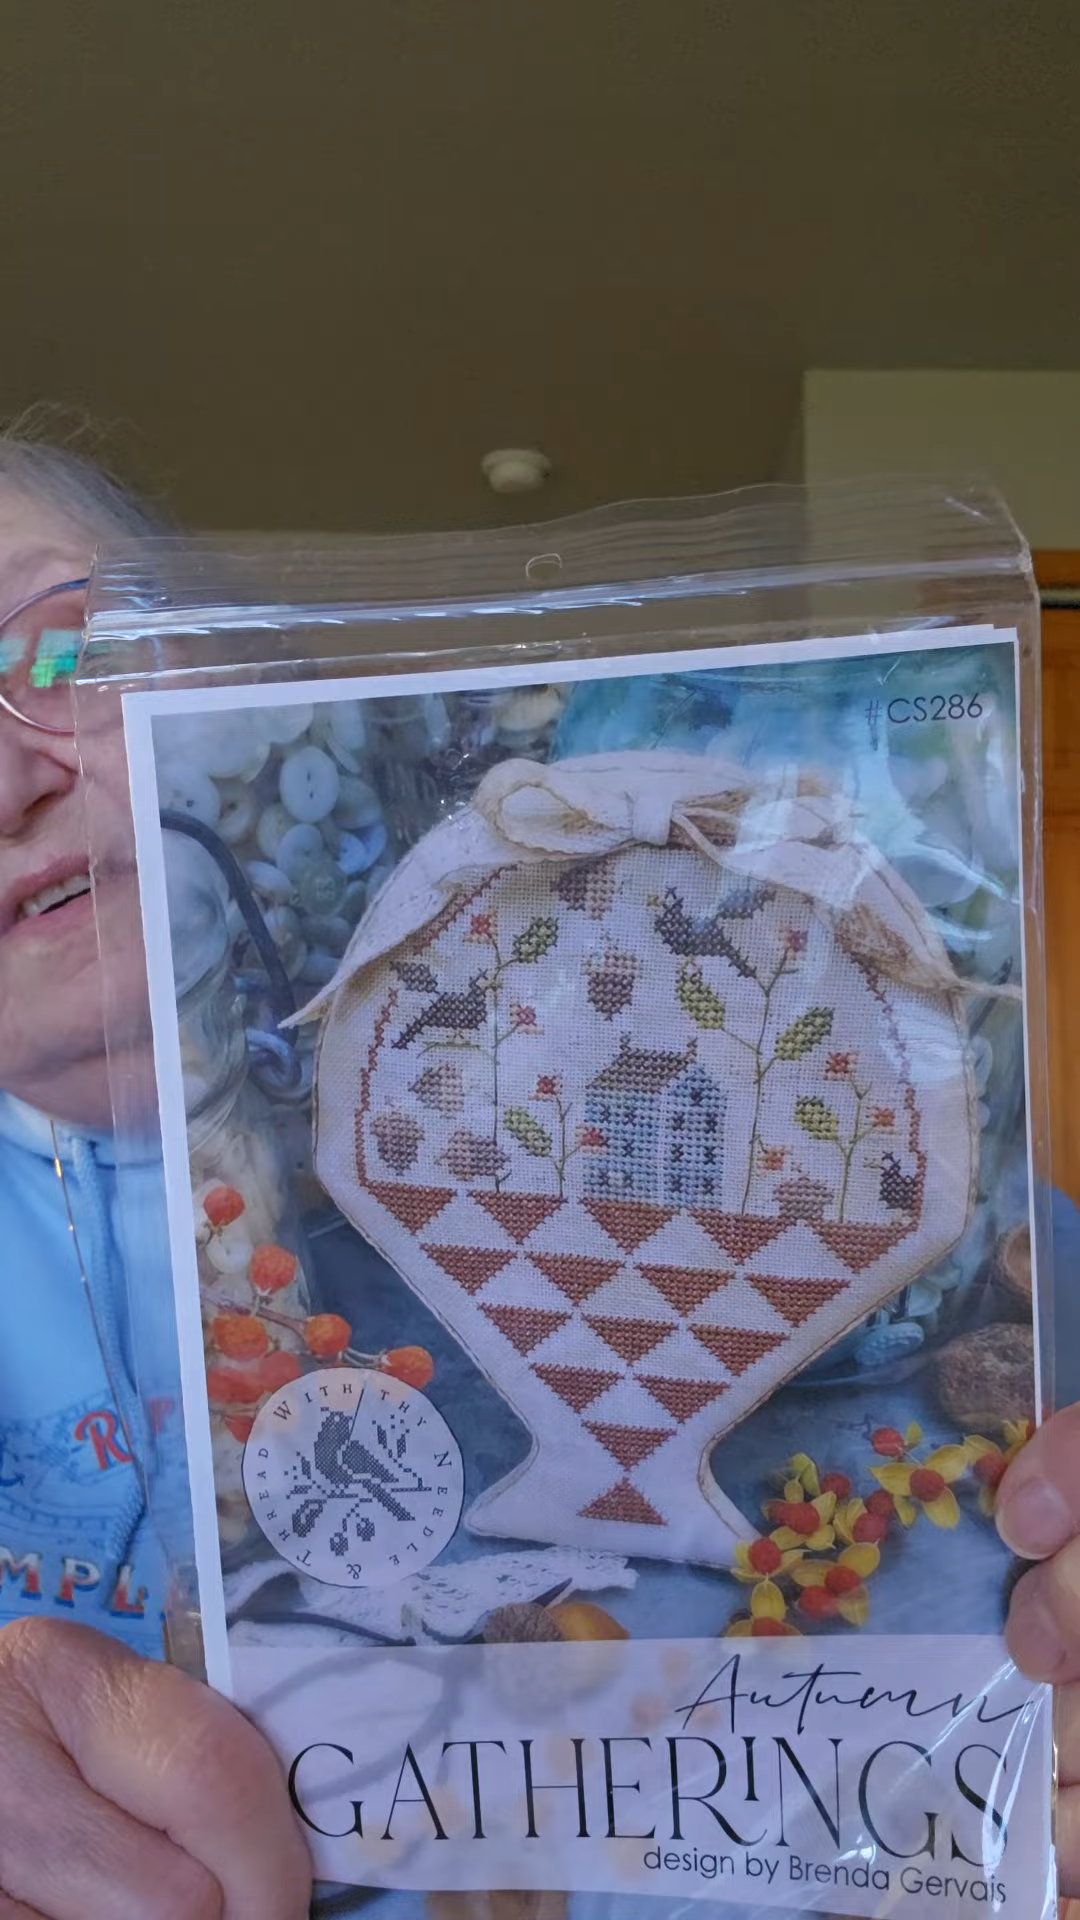 #CS286
WITH THY NEEDLE & THREAD
Autumn
GATHERINGS
design by Brenda Gervais